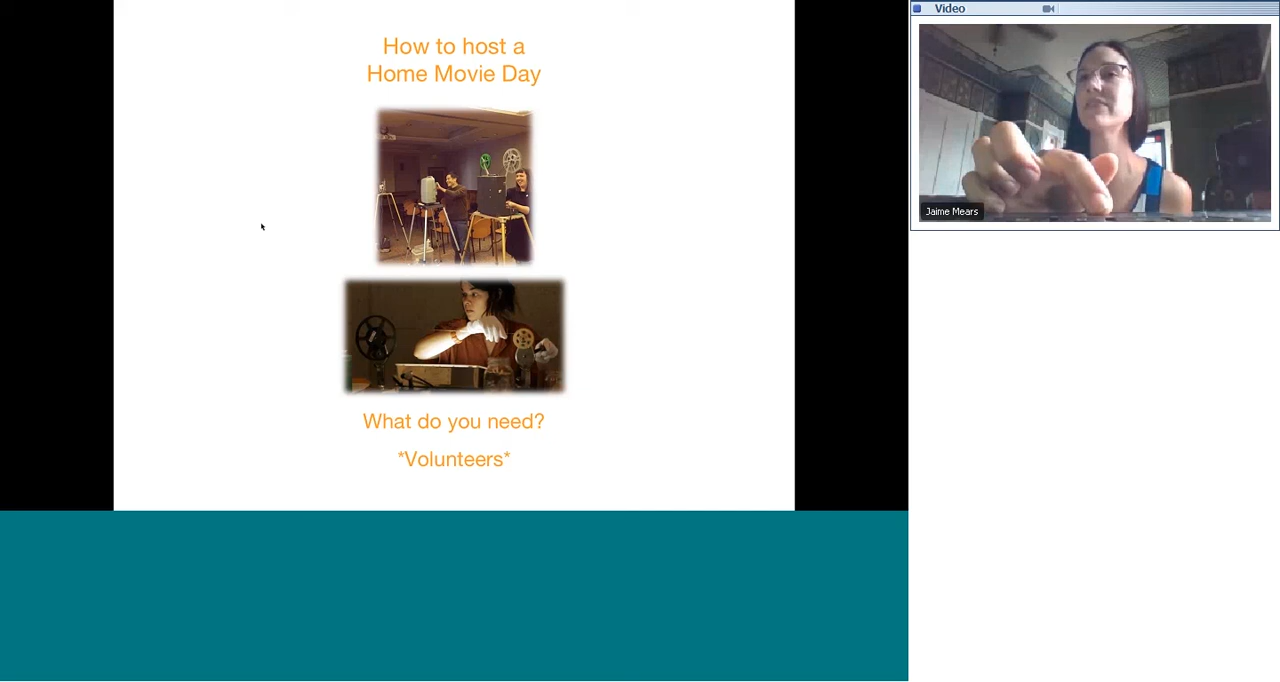 How to host a
Home Movie Day
What do you need?
*Volunteers*
Video
Jaime Mears